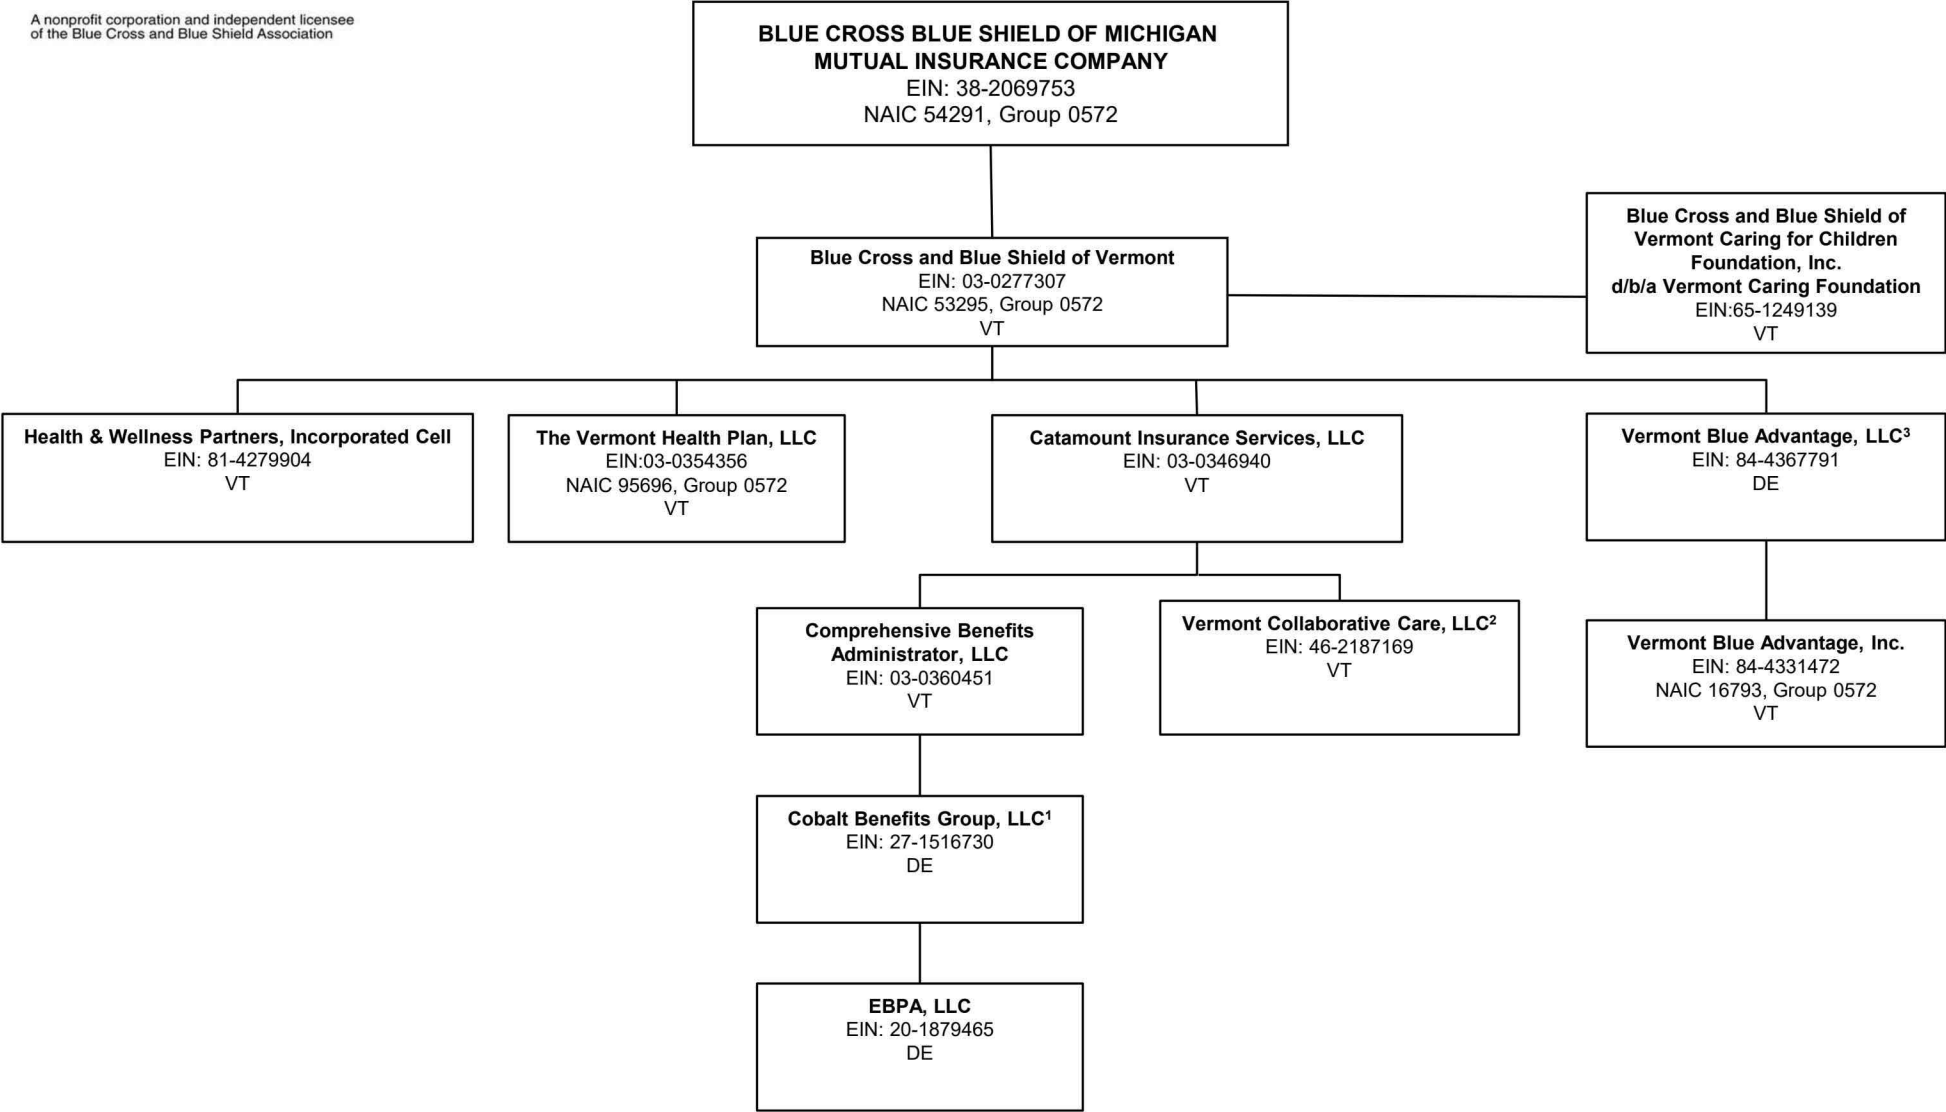 A nonprofit corporation and independent licensee
of the Blue Cross and Blue Shield Association
BLUE CROSS BLUE SHIELD OF MICHIGAN
MUTUAL INSURANCE COMPANY
EIN: 38-2069753
NAIC 54291, Group 0572
Blue Cross and Blue Shield of Vermont
EIN: 03-0277307
NAIC 53295, Group 0572
VT
Blue Cross and Blue Shield of
Vermont Caring for Children
Foundation, Inc.
d/b/a Vermont Caring Foundation
EIN:65-1249139
VT
Health & Wellness Partners, Incorporated Cell
EIN: 81-4279904
VT
The Vermont Health Plan, LLC
EIN:03-0354356
NAIC 95696, Group 0572
VT
Catamount Insurance Services, LLC
EIN: 03-0346940
VT
Vermont Blue Advantage, LLC³
EIN: 84-4367791
DE
Comprehensive Benefits
Administrator, LLC
EIN: 03-0360451
VT
Vermont Collaborative Care, LLC²
EIN: 46-2187169
VT
Vermont Blue Advantage, Inc.
EIN: 84-4331472
NAIC 16793, Group 0572
VT
Cobalt Benefits Group, LLC¹
EIN: 27-1516730
DE
EBPA, LLC
EIN: 20-1879465
DE